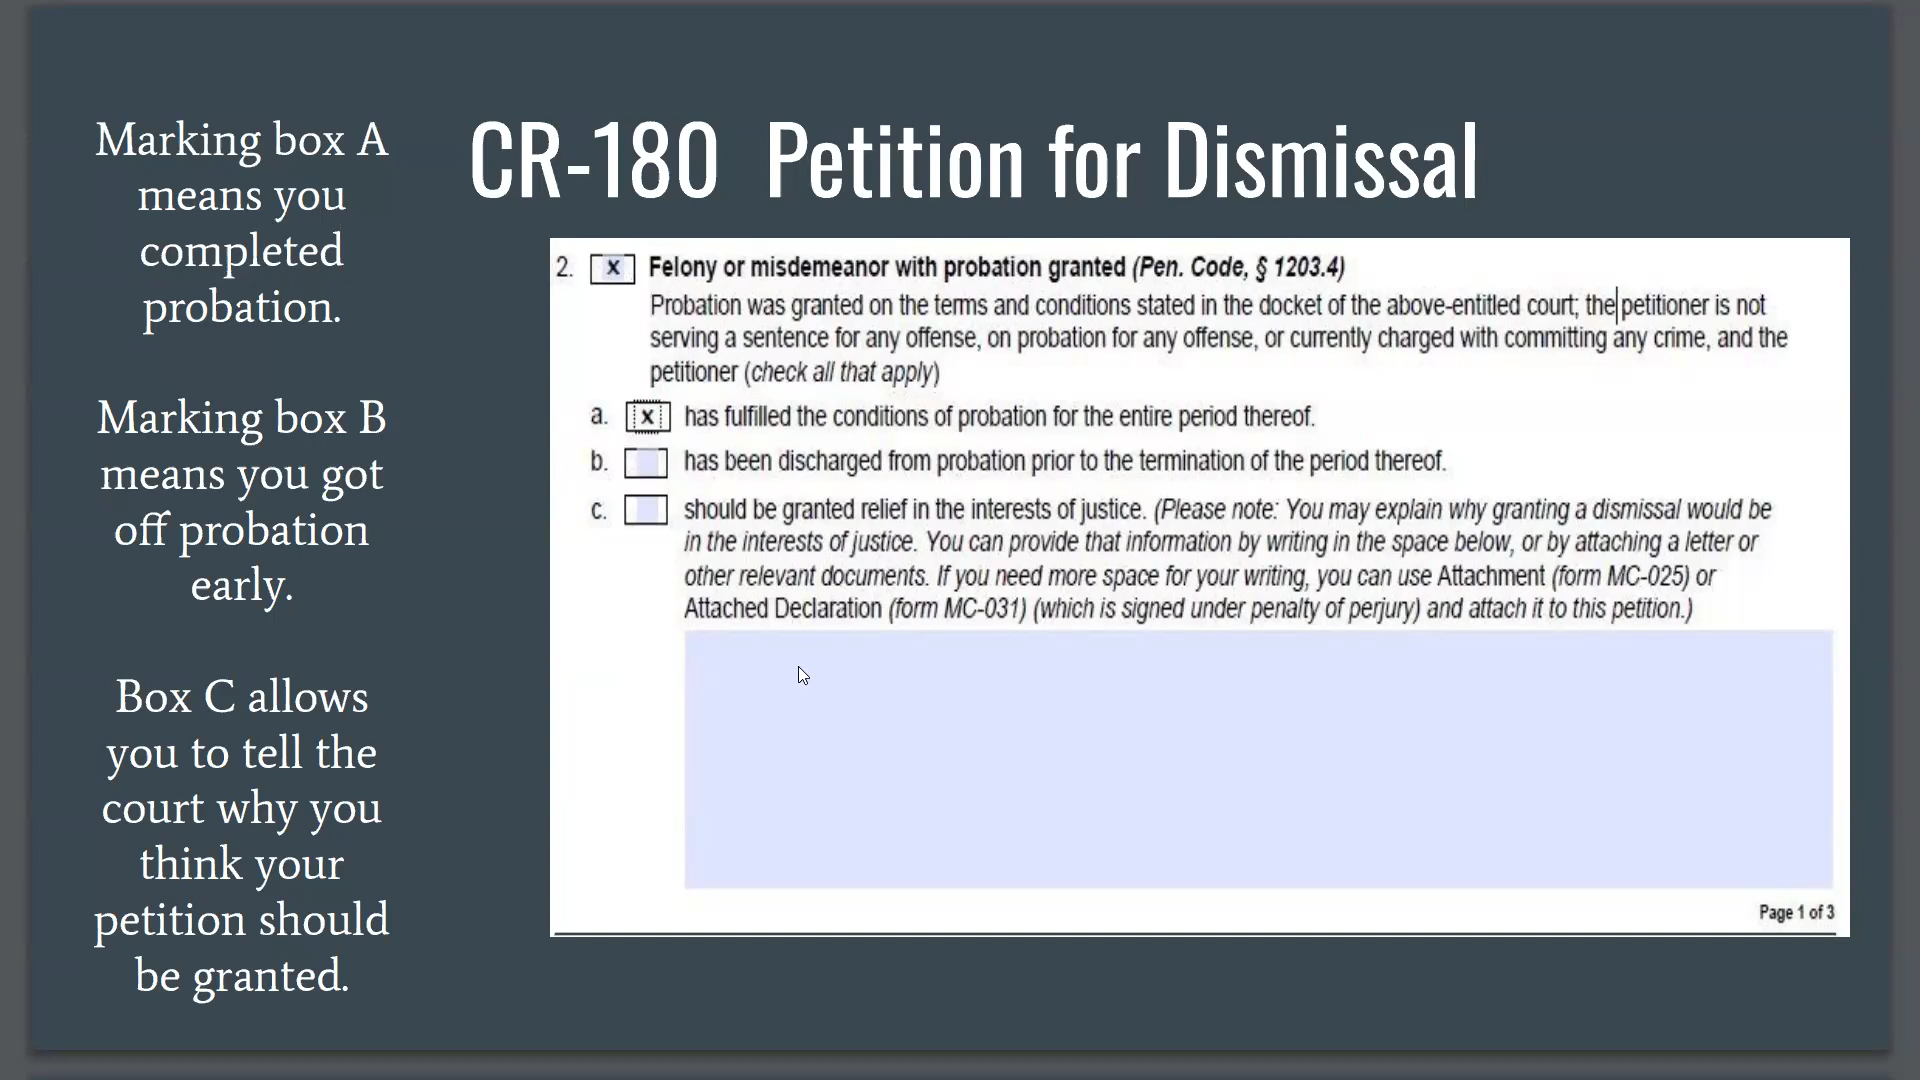 Marking box A
means you
completed
probation.
Marking box B
means you got
off probation
early.
Box C allows
you to tell the
court why you
think your
petition should
be granted.
CR-180 Petition for Dismissal
2. x Felony or misdemeanor with probation granted (Pen. Code, § 1203.4)
Probation was granted on the terms and conditions stated in the docket of the above-entitled court; the petitioner is not
serving a sentence for any offense, on probation for any offense, or currently charged with committing any crime, and the
petitioner (check all that apply)
a. x has fulfilled the conditions of probation for the entire period thereof.
b. has been discharged from probation prior to the termination of the period thereof.
c. should be granted relief in the interests of justice. (Please note: You may explain why granting a dismissal would be
in the interests of justice. You can provide that information by writing in the space below, or by attaching a letter or
other relevant documents. If you need more space for your writing, you can use Attachment (form MC-025) or
Attached Declaration (form MC-031) (which is signed under penalty of perjury) and attach it to this petition.)
Page 1 of 3